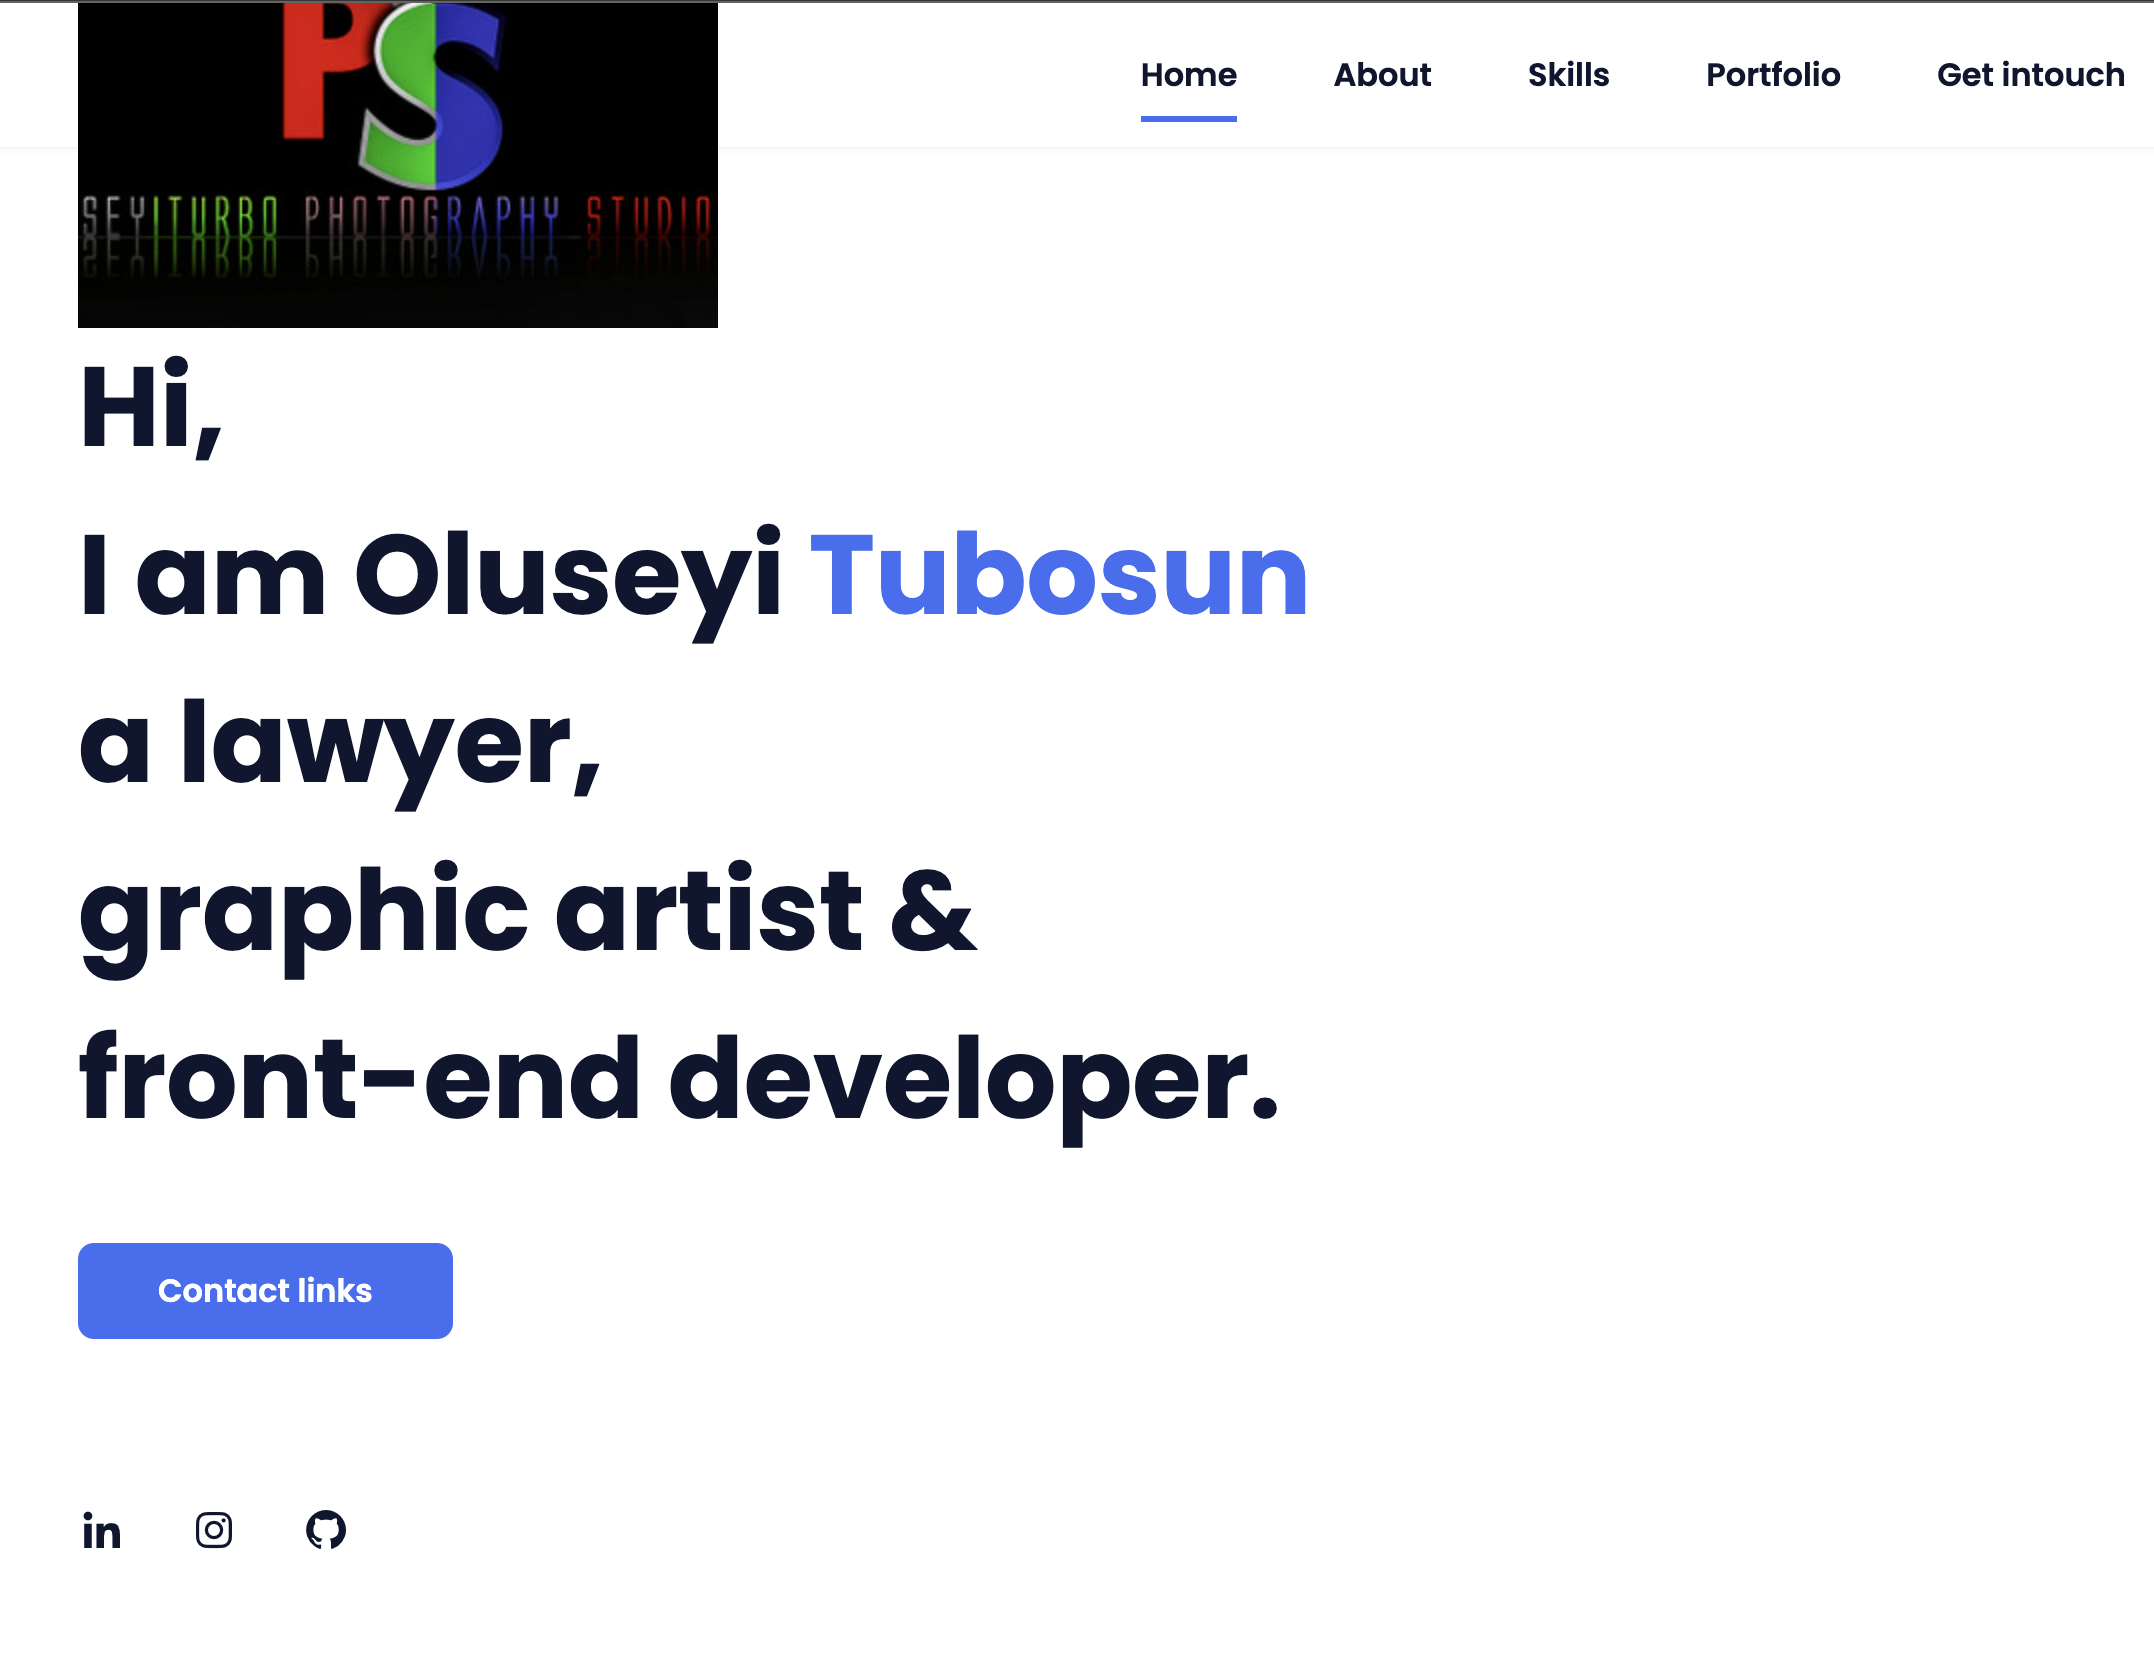 PS
SEYITURBO PHOTOGRAPHY STUDIO
Home About Skills Portfolio Get intouch
Hi,
I am Oluseyi Tubosun
a lawyer,
graphic artist &
front-end developer.
Contact links
in